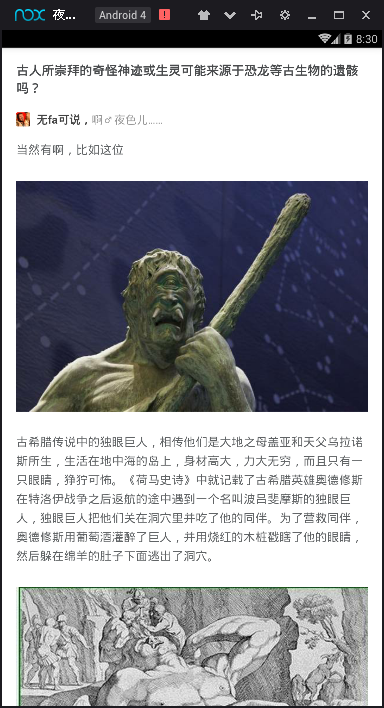 nox 夜... Android 4
8:30
古人所崇拜的奇怪神迹或生灵可能来源于恐龙等古生物的遗骸
吗？
无fa可说，啊♂夜色儿......
当然有啊，比如这位
古希腊传说中的独眼巨人，相传他们是大地之母盖亚和天父乌拉诺
斯所生，生活在地中海的岛上，身材高大，力大无穷，而且只有一
只眼睛，狰狞可怖。《荷马史诗》中就记载了古希腊英雄奥德修斯
在特洛伊战争之后返航的途中遇到一个名叫波吕斐摩斯的独眼巨
人，独眼巨人把他们关在洞穴里并吃了他的同伴。为了营救同伴，
奥德修斯用葡萄酒灌醉了巨人，并用烧红的木桩戳瞎了他的眼睛，
然后躲在绵羊的肚子下面逃出了洞穴。